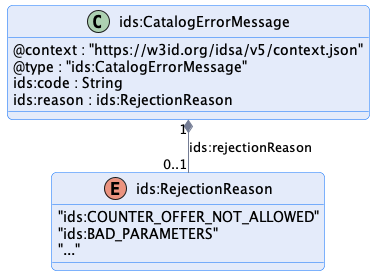 C ids:CatalogErrorMessage
@context : "https://w3id.org/idsa/v5/context.json"
@type : "ids:CatalogErrorMessage"
ids:code : String
ids:reason : ids:RejectionReason
1
ids:rejectionReason
0..1
E ids:RejectionReason
"ids:COUNTER_OFFER_NOT_ALLOWED"
"ids:BAD_PARAMETERS"
"..."